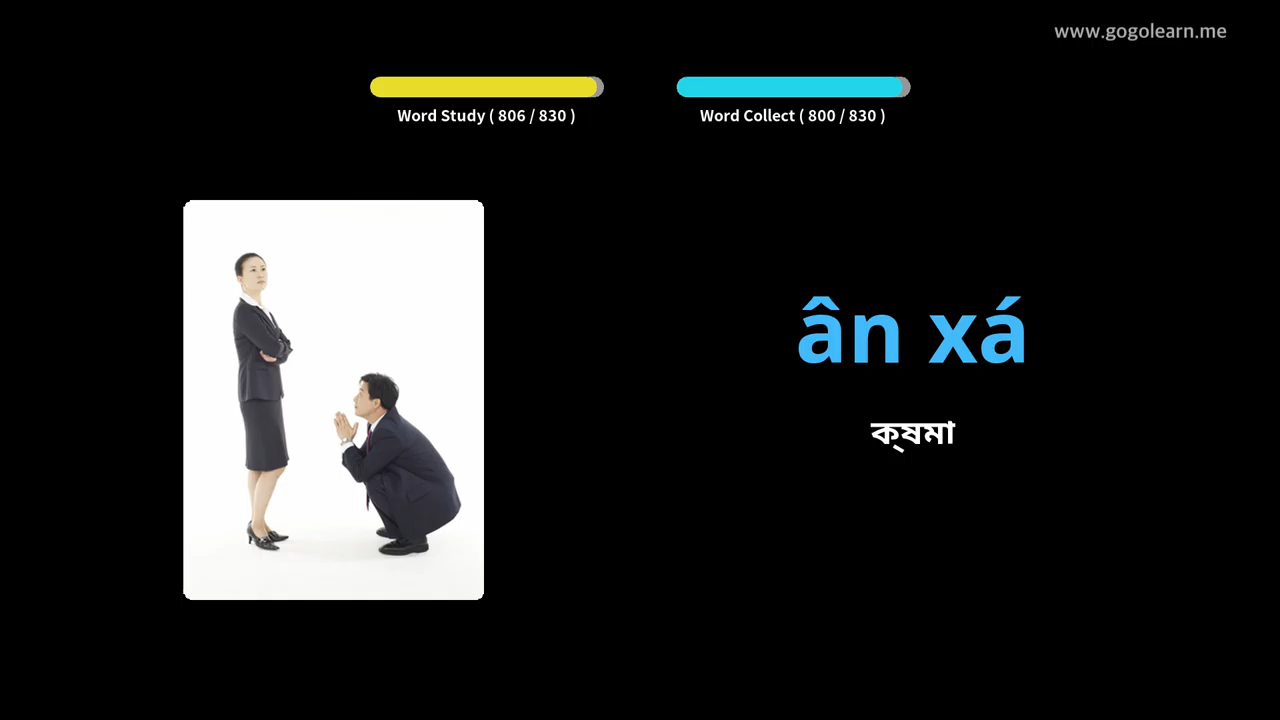 www.gogolearn.me
Word Study ( 806 / 830 )
Word Collect ( 800 / 830 )
ân xá
ক্ষমা